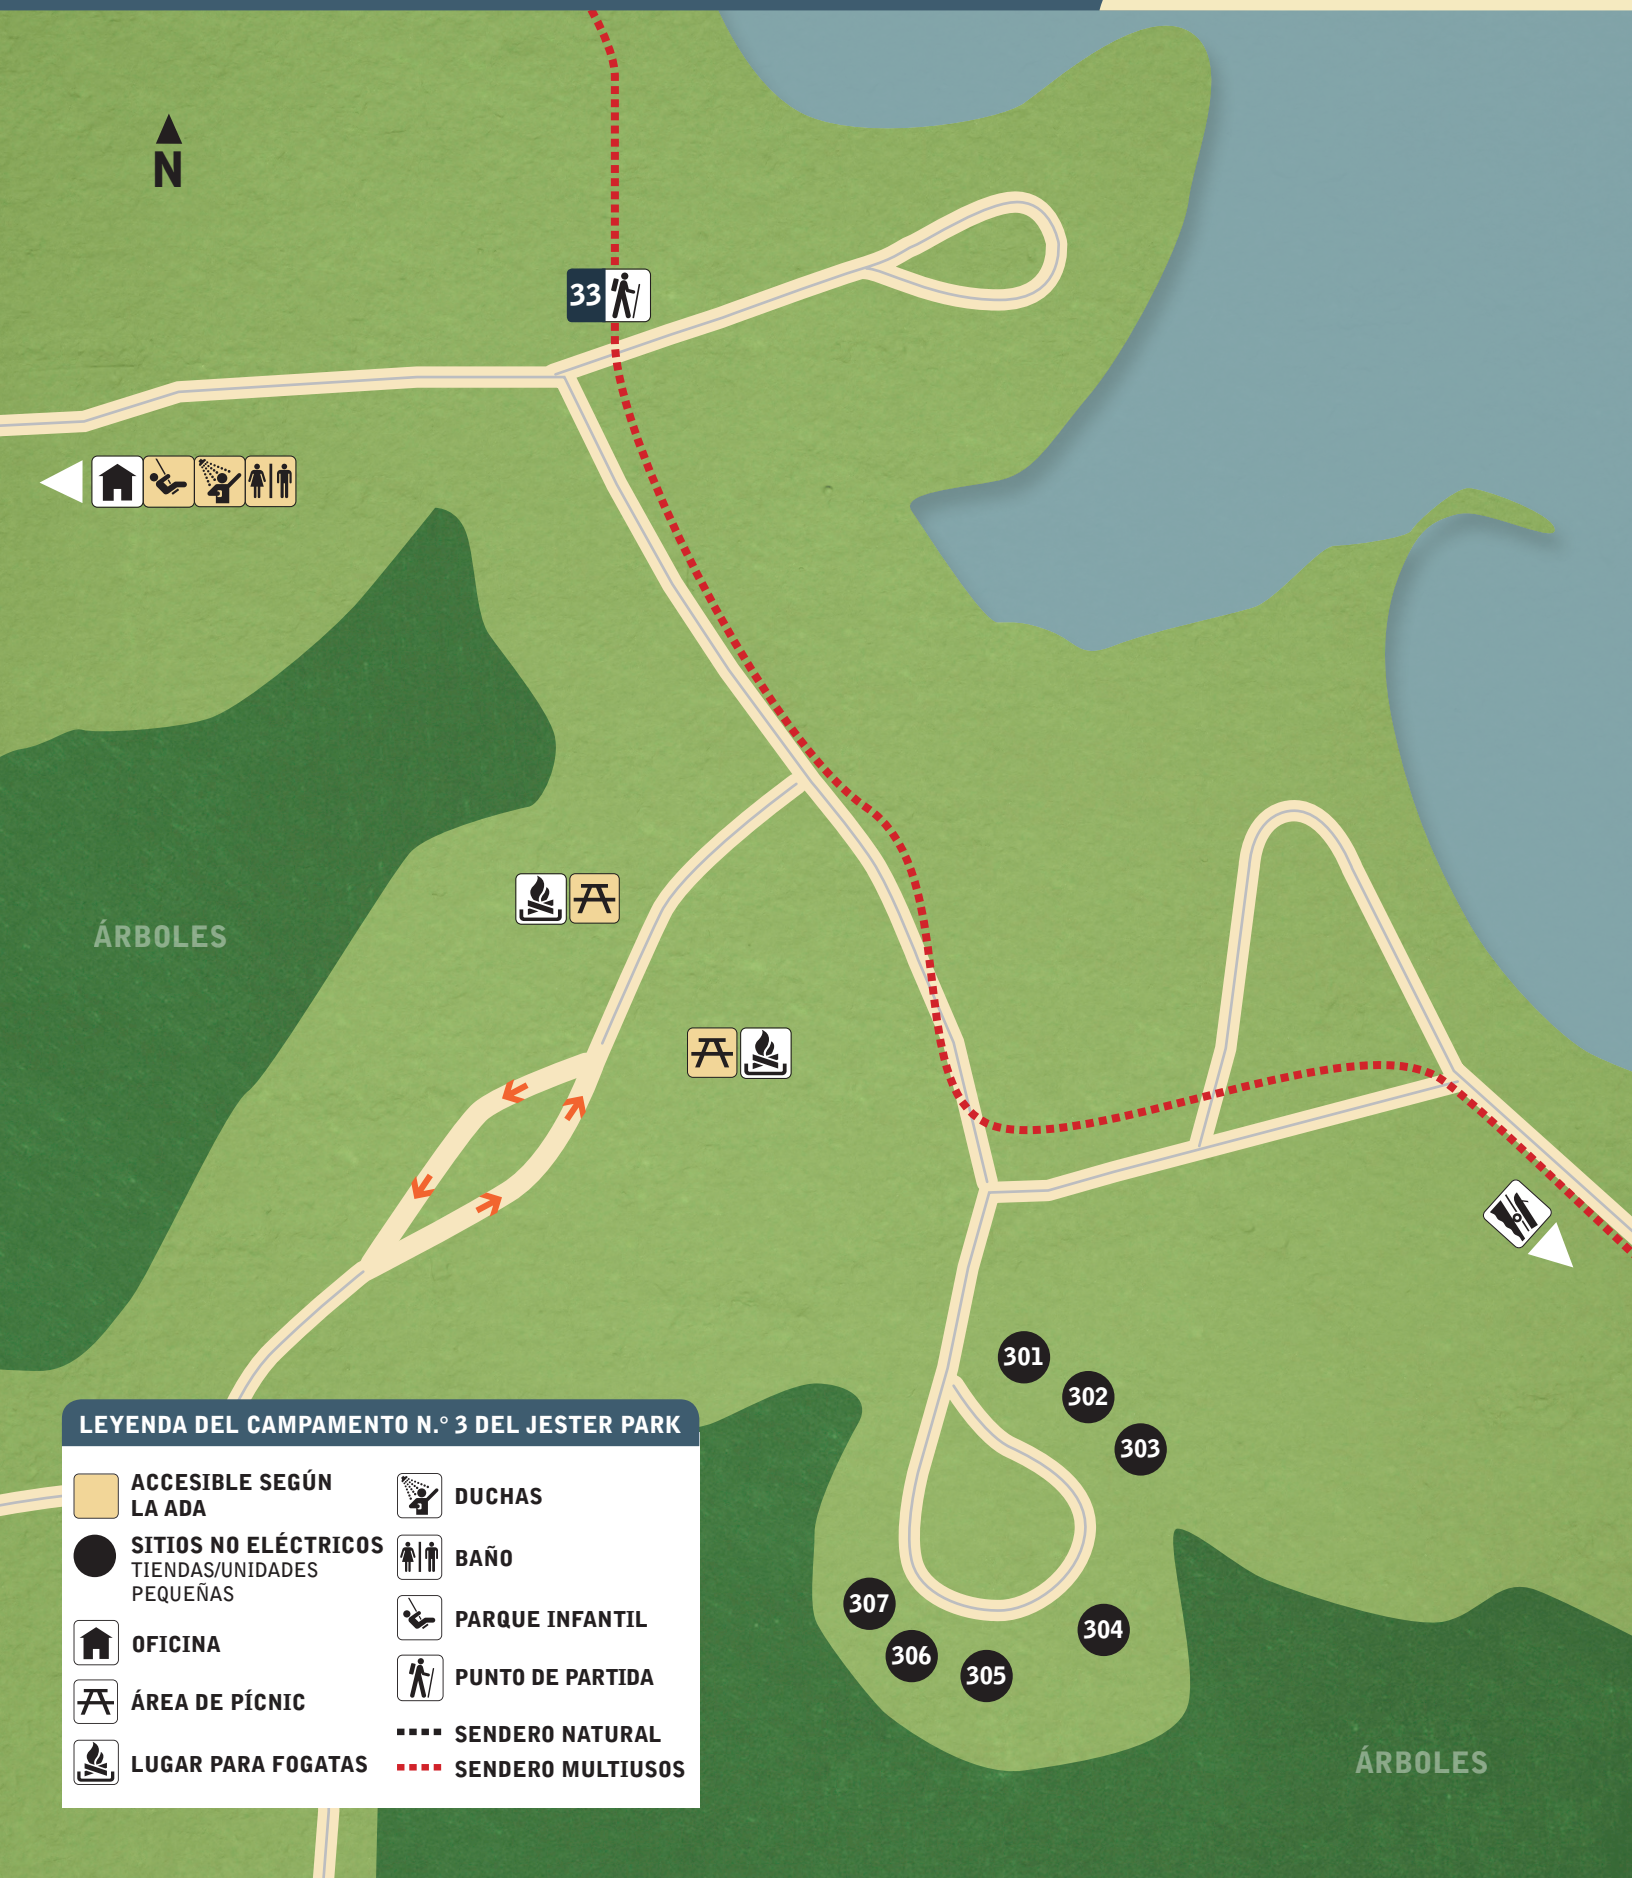 N
33
ÁRBOLES
301
302
303
304
305
306
307
ÁRBOLES
LEYENDA DEL CAMPAMENTO N.° 3 DEL JESTER PARK
ACCESIBLE SEGÚN
LA ADA
SITIOS NO ELÉCTRICOS
TIENDAS/UNIDADES
PEQUEÑAS
OFICINA
ÁREA DE PÍCNIC
LUGAR PARA FOGATAS
DUCHAS
BAÑO
PARQUE INFANTIL
PUNTO DE PARTIDA
SENDERO NATURAL
SENDERO MULTIUSOS